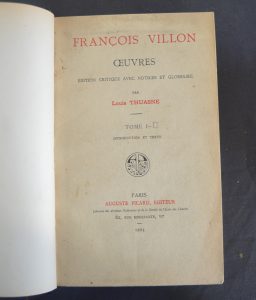 FRANÇOIS VILLON
ŒUVRES
ÉDITION CRITIQUE AVEC NOTICES ET GLOSSAIRE
PAR
Louis THUASNE
TOME I-II
INTRODUCTION ET TEXTE
PARIS
AUGUSTE PICARD, ÉDITEUR
82, RUE BONAPARTE, 82